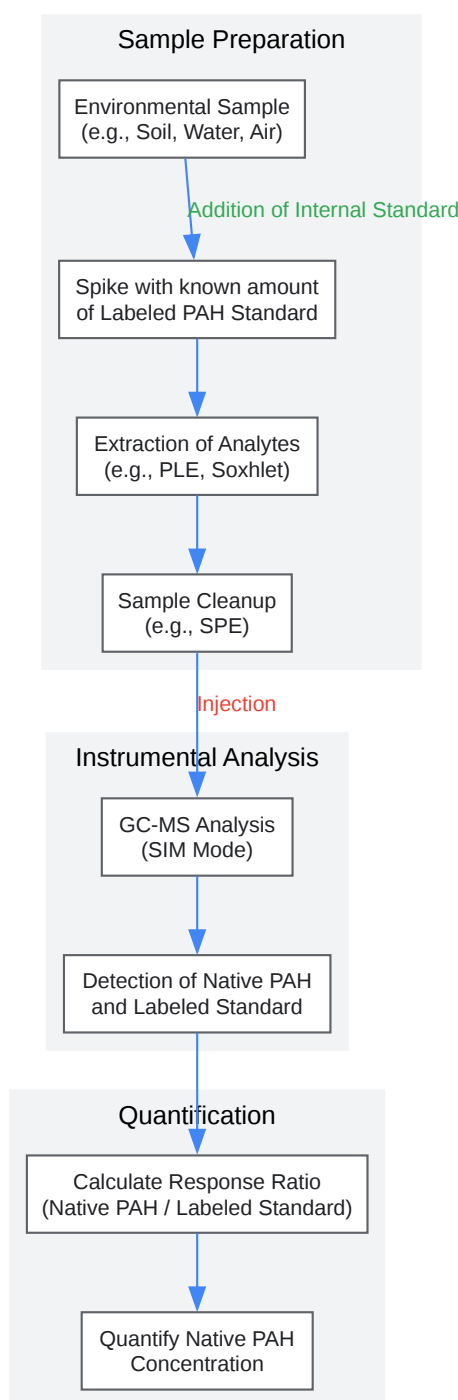 Sample Preparation
Environmental Sample
(e.g., Soil, Water, Air)
Addition of Internal Standard
Spike with known amount
of Labeled PAH Standard
Extraction of Analytes
(e.g., PLE, Soxhlet)
Sample Cleanup
(e.g., SPE)
Injection
Instrumental Analysis
GC-MS Analysis
(SIM Mode)
Detection of Native PAH
and Labeled Standard
Quantification
Calculate Response Ratio
(Native PAH / Labeled Standard)
Quantify Native PAH
Concentration